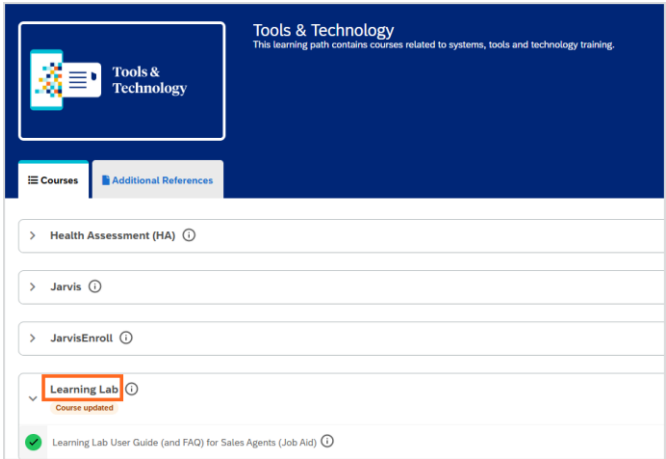 Tools & Technology
This learning path contains courses related to systems, tools and technology training.
Tools &
Technology
Courses
Additional References
Health Assessment (HA)
Jarvis
JarvisEnroll
Learning Lab
Course updated
Learning Lab User Guide (and FAQ) for Sales Agents (Job Aid)